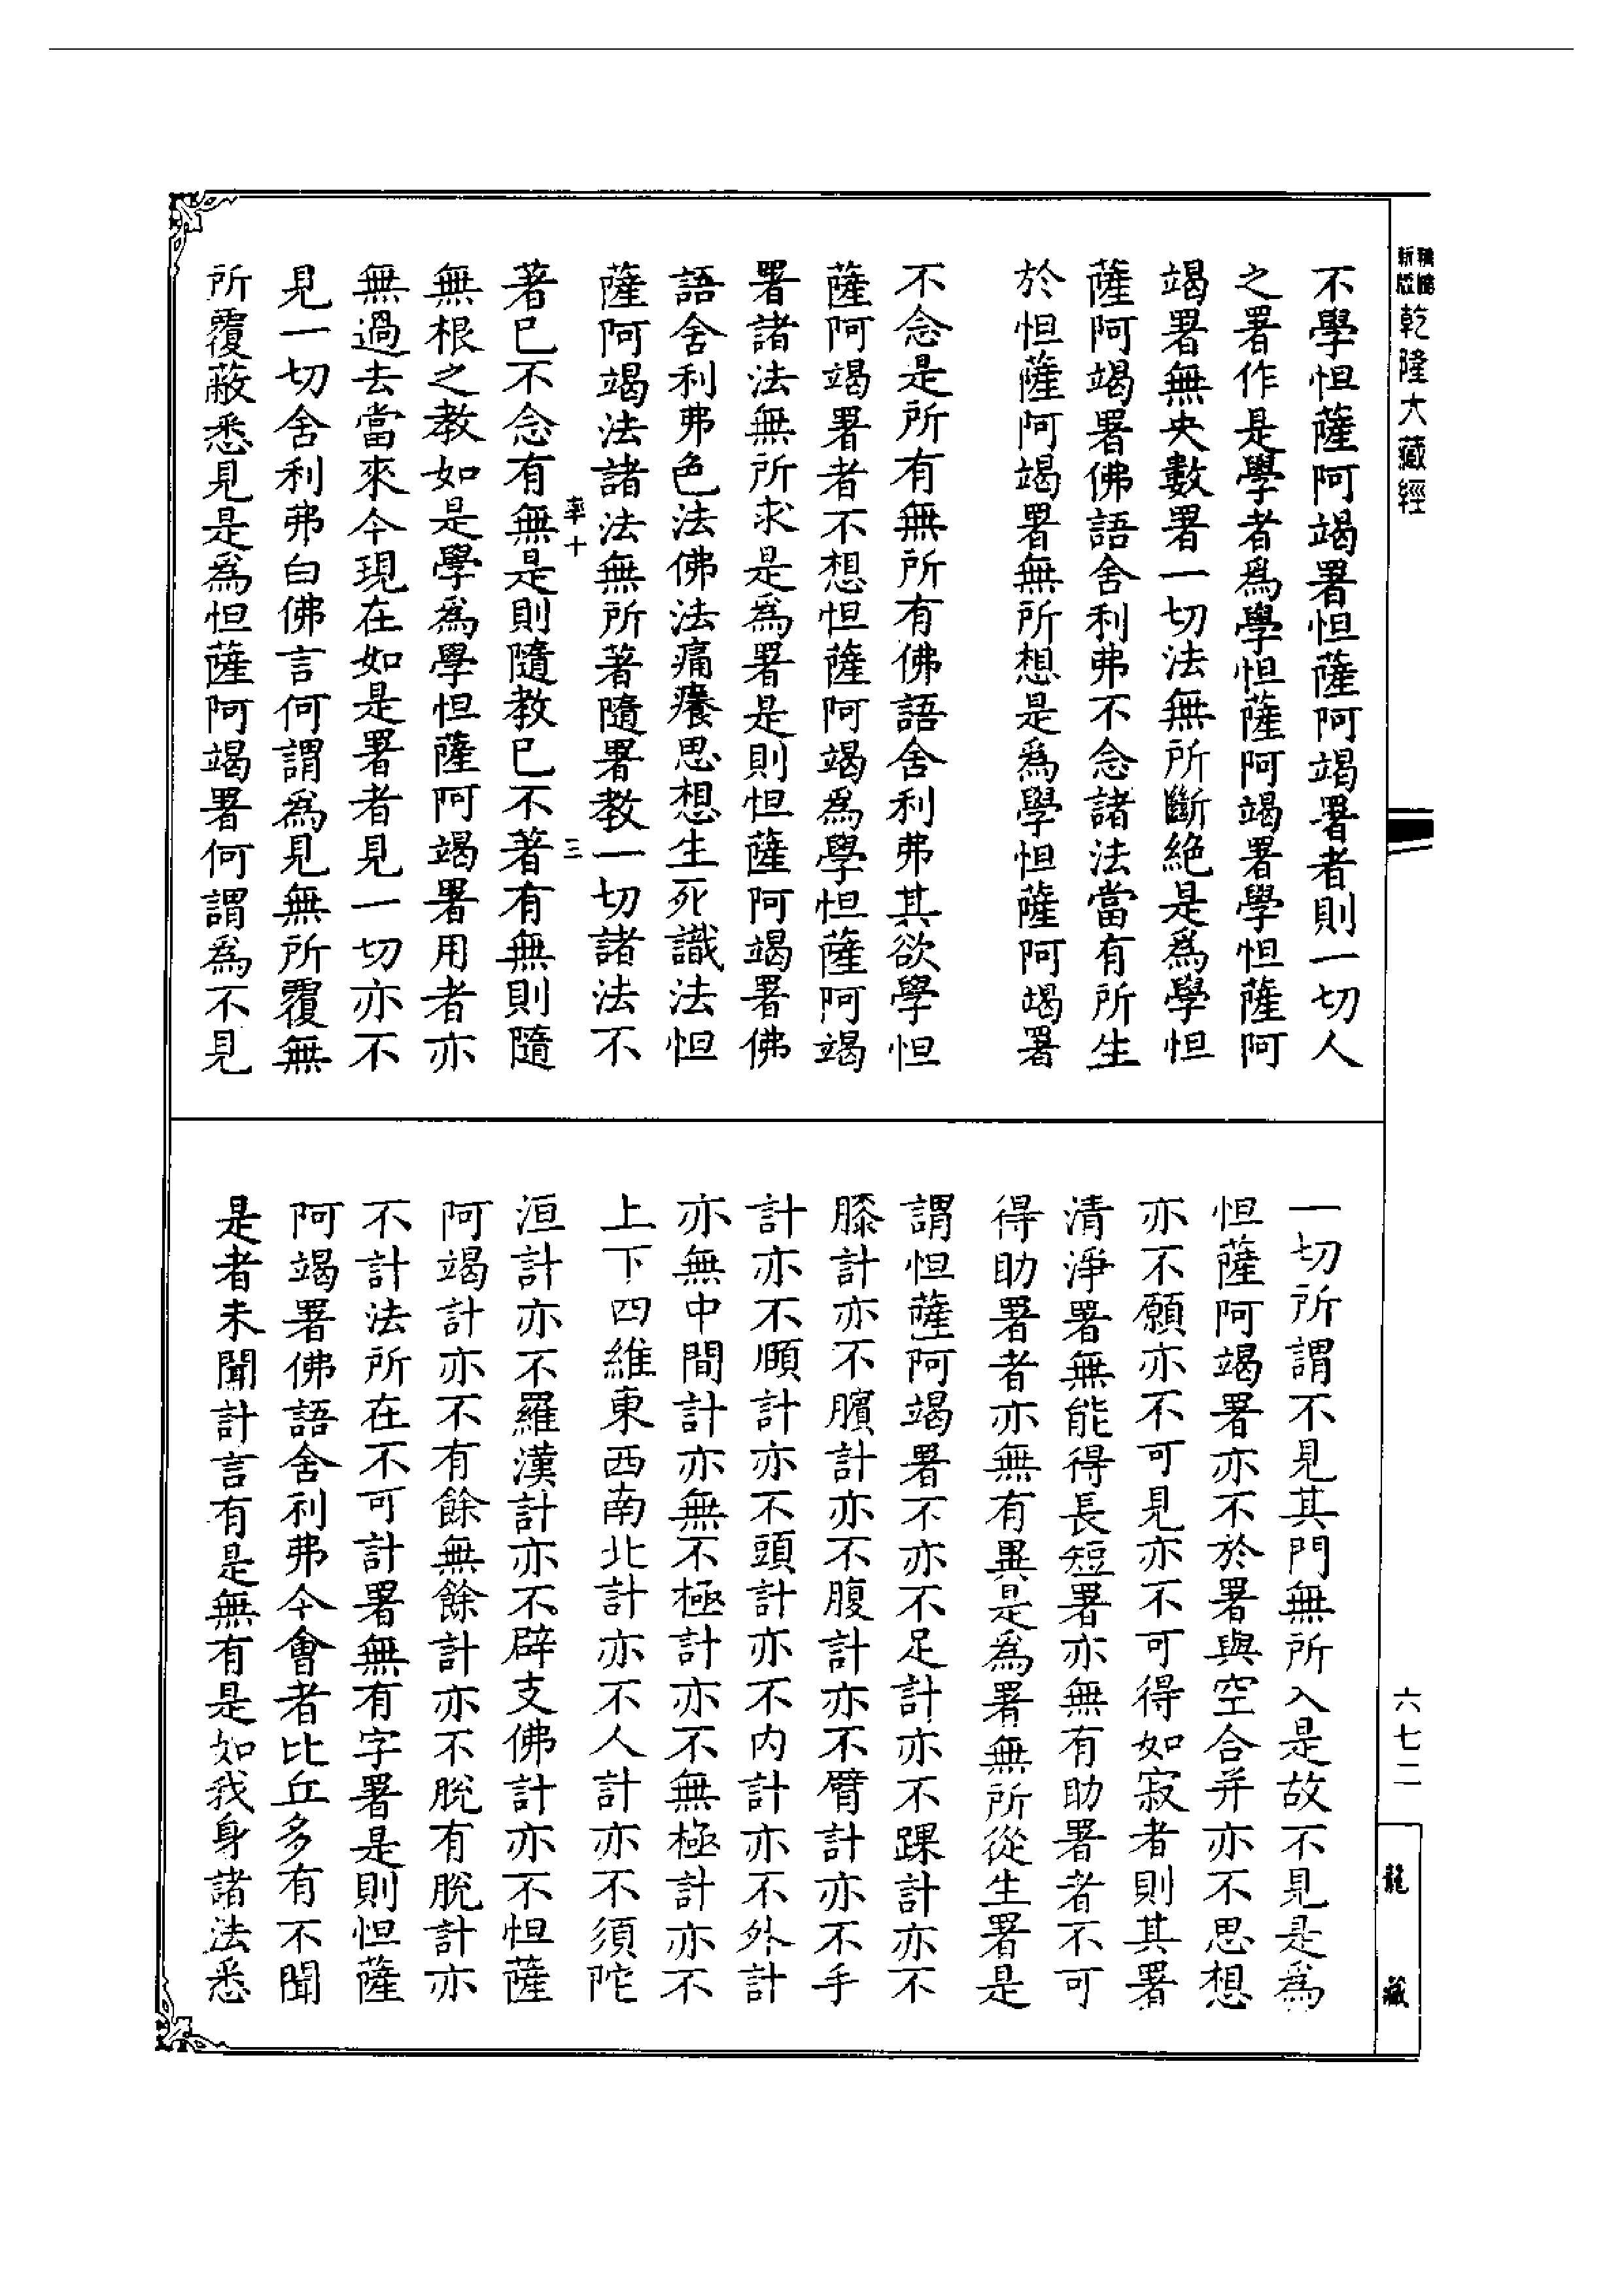 乾隆大藏經
不學怛薩阿竭署怛薩阿竭署者則一切人
之署作是學者爲學怛薩阿竭署學怛薩阿
竭署無央數署一切法無所斷絶是爲學怛
薩阿竭署佛語舍利弗不念諸法當有所生
於怛薩阿竭署無所想是爲學怛薩阿竭署
不念是所有無所有佛語舍利弗其欲學怛
薩阿竭署者不想怛薩阿竭爲學怛薩阿竭
署諸法無所求是爲署是則怛薩阿竭署佛
語舍利弗色法佛法痛癢思想生死識法怛
薩阿竭法諸法無所著隨署教一切諸法不
率十 三
著已不念有無是則隨教已不著有無則隨
無根之教如是學爲學怛薩阿竭署用者亦
無過去當來今現在如是署者見一切亦不
見一切舍利弗白佛言何謂爲見無所覆無
所覆蔽悉見是爲怛薩阿竭署何謂爲不見
一切所謂不見其門無所入是故不見是爲
怛薩阿竭署亦不於署與空合并亦不思想
亦不願亦不可見亦不可得如寂者則其署
清淨署無能得長短署亦無有助署者不可
得助署者亦無有異是爲署無所從生署是
謂怛薩阿竭署不亦不足計亦不踝計亦不
膝計亦不臏計亦不腹計亦不臂計亦不手
計亦不頤計亦不頭計亦不内計亦不外計
亦無中間計亦無不極計亦不無極計亦不
上下四維東西南北計亦不人計亦不須陀
洹計亦不羅漢計亦不辟支佛計亦不怛薩
阿竭計亦不有餘無餘計亦不脫有脫計亦
不計法所在不可計署無有字署是則怛薩
阿竭署佛語舍利弗今會者比丘多有不聞
是者未聞計言有是無有是如我身諸法悉
六七二
龍藏